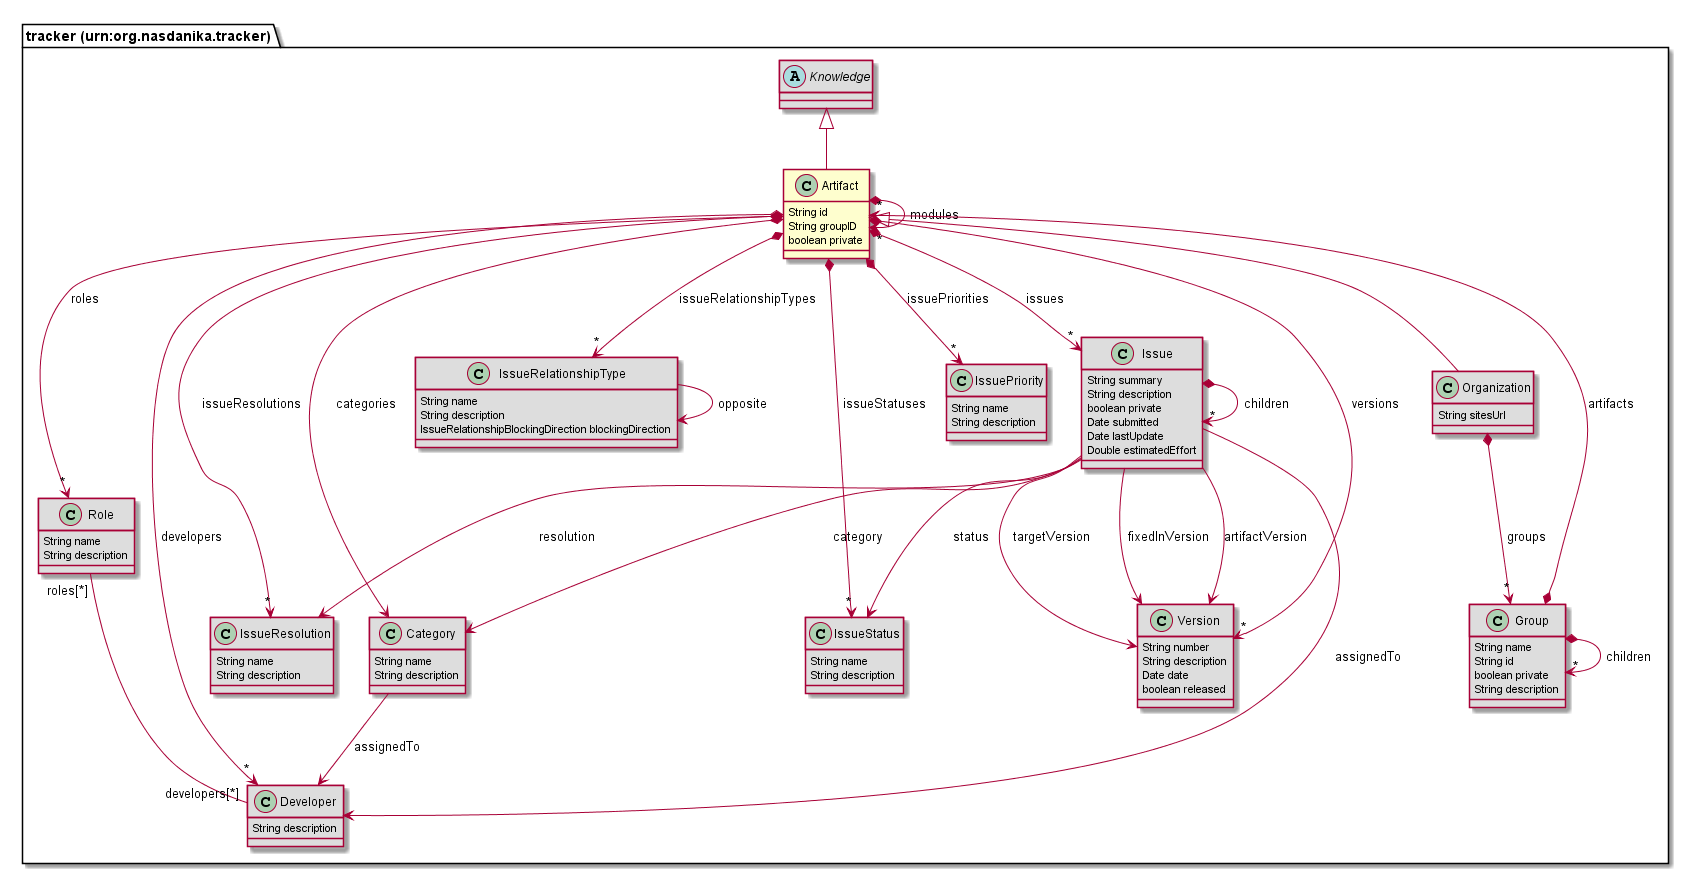 tracker (urn:org.nasdanika.tracker)
A Knowledge
C Artifact
String id
String groupID
boolean private
*
modules
*
roles
issueRelationshipTypes
issuePriorities
issues
issueResolutions
categories
issueStatuses
versions
artifacts
*
*
*
C IssueRelationshipType
String name
String description
IssueRelationshipBlockingDirection blockingDirection
opposite
C IssuePriority
String name
String description
C Issue
String summary
String description
boolean private
Date submitted
Date lastUpdate
Double estimatedEffort
children
*
C Organization
String sitesUrl
*
C Role
String name
String description
developers
resolution
category
status
targetVersion
fixedInVersion
artifactVersion
groups
roles[*]
*
*
*
C IssueResolution
String name
String description
C Category
String name
String description
C IssueStatus
String name
String description
C Version
String number
String description
Date date
boolean released
*
C Group
String name
String id
boolean private
String description
children
*
assignedTo
assignedTo
*
developers[*]
C Developer
String description